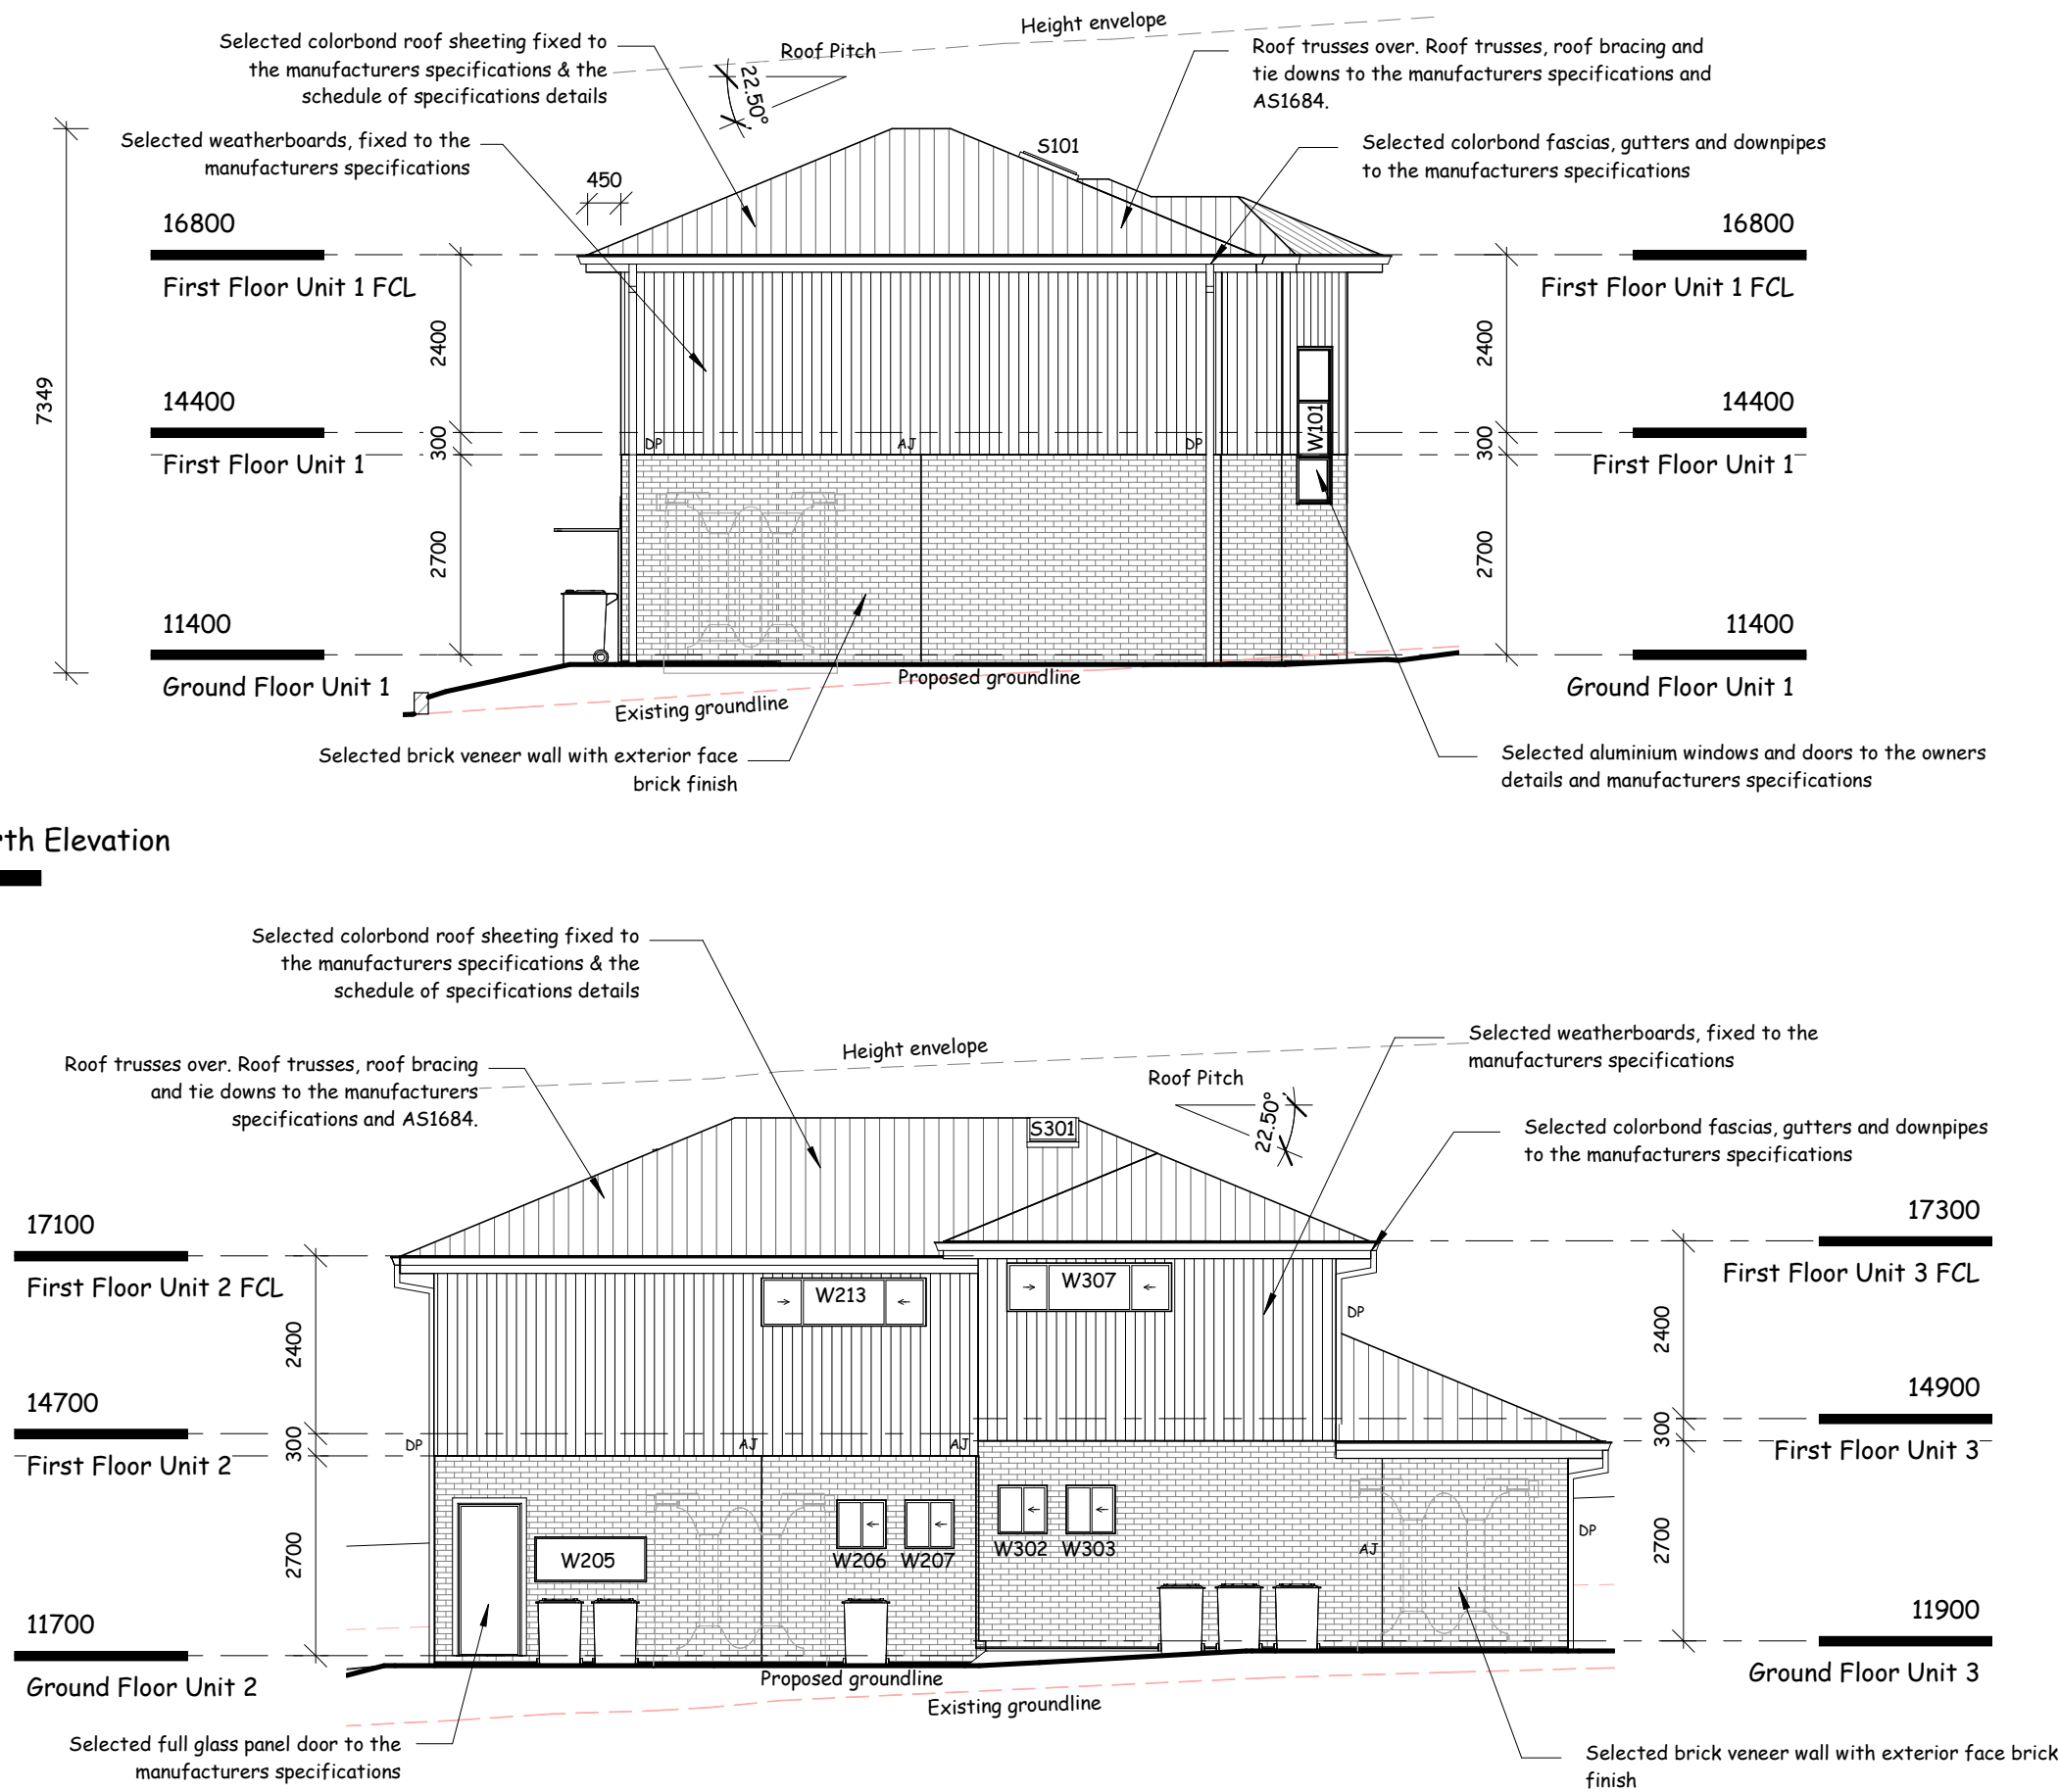 Height envelope
Selected colorbond roof sheeting fixed to
the manufacturers specifications & the
schedule of specifications details
Roof Pitch
22.50°
Roof trusses over. Roof trusses, roof bracing and
tie downs to the manufacturers specifications and
AS1684.
Selected weatherboards, fixed to the
manufacturers specifications
S101
Selected colorbond fascias, gutters and downpipes
to the manufacturers specifications
450
16800
First Floor Unit 1 FCL
16800
First Floor Unit 1 FCL
2400
2400
7349
14400
First Floor Unit 1
300
DP
AJ
DP
W101
300
14400
First Floor Unit 1
2700
2700
11400
Ground Floor Unit 1
11400
Ground Floor Unit 1
Proposed groundline
Existing groundline
Selected brick veneer wall with exterior face
brick finish
Selected aluminium windows and doors to the owners
details and manufacturers specifications
rth Elevation
Selected colorbond roof sheeting fixed to
the manufacturers specifications & the
schedule of specifications details
Height envelope
Selected weatherboards, fixed to the
manufacturers specifications
Roof trusses over. Roof trusses, roof bracing
and tie downs to the manufacturers
specifications and AS1684.
Roof Pitch
22.50°
S301
Selected colorbond fascias, gutters and downpipes
to the manufacturers specifications
17100
First Floor Unit 2 FCL
17300
First Floor Unit 3 FCL
W213
W307
DP
2400
2400
14700
First Floor Unit 2
300
DP
AJ
AJ
300
14900
First Floor Unit 3
2700
W205
W206
W207
W302
W303
AJ
DP
2700
11700
Ground Floor Unit 2
11900
Ground Floor Unit 3
Proposed groundline
Existing groundline
Selected full glass panel door to the
manufacturers specifications
Selected brick veneer wall with exterior face brick
finish